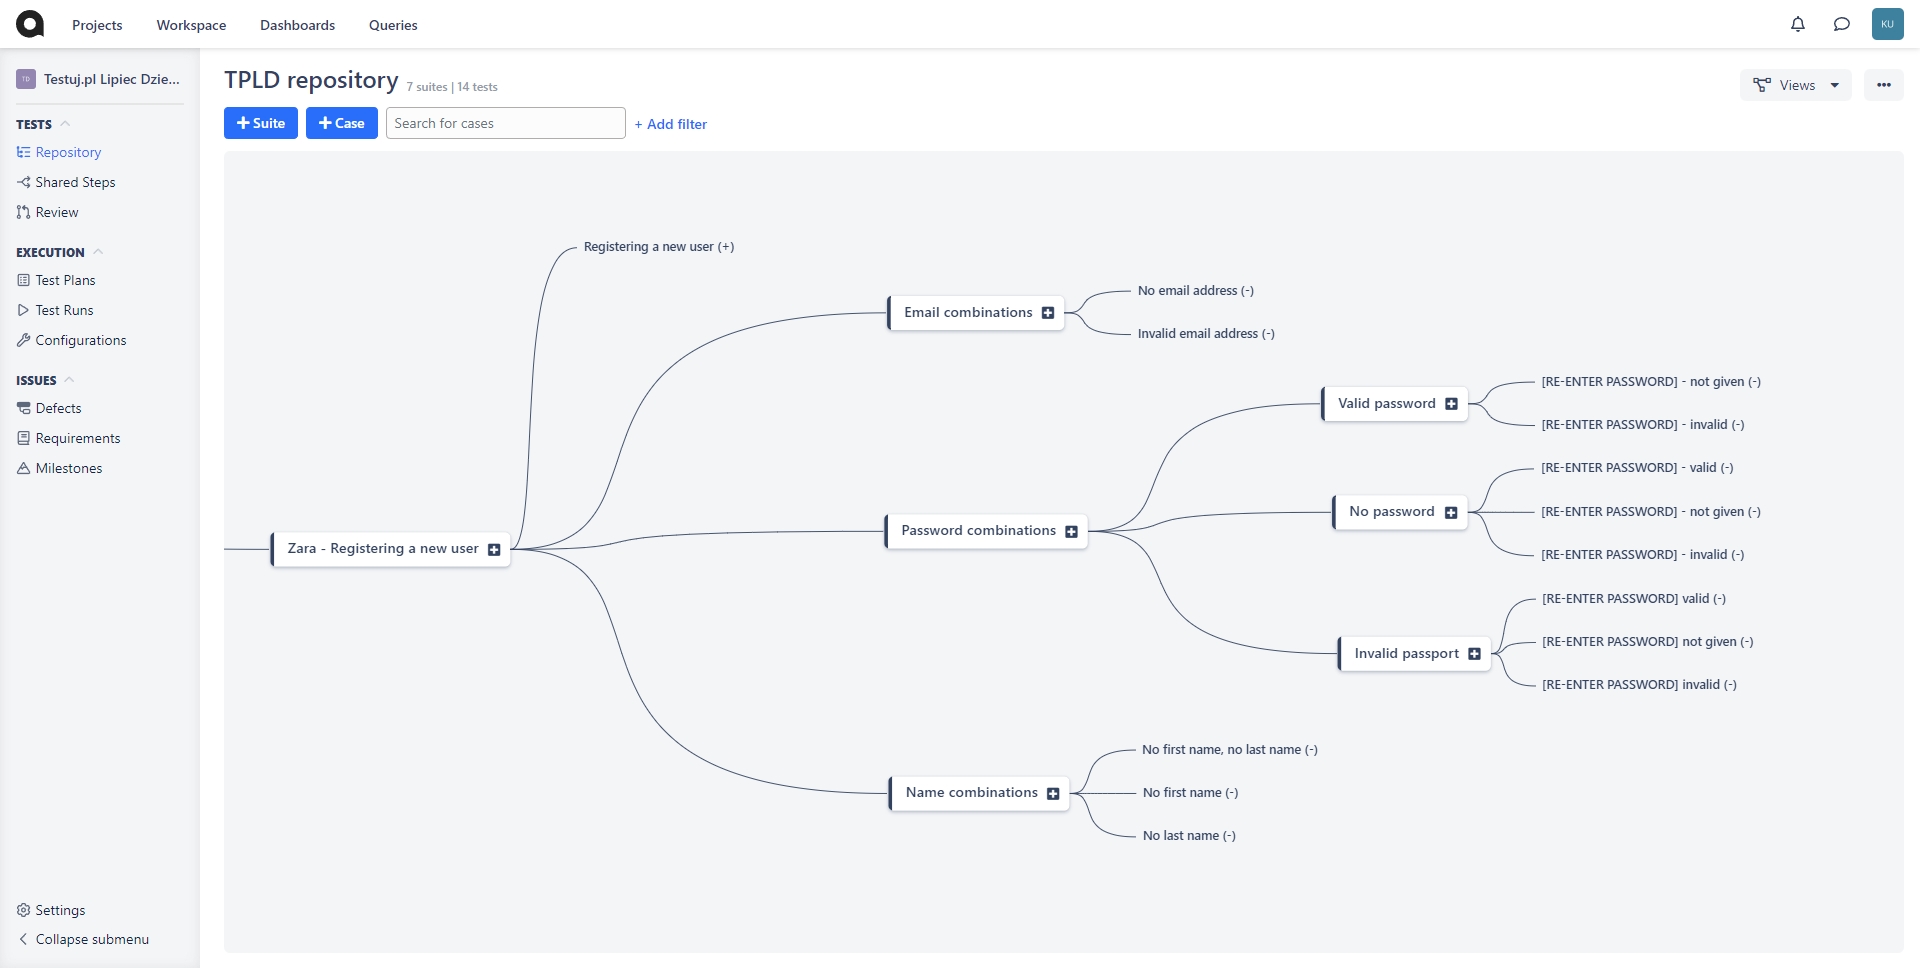 Projects
Workspace
Dashboards
Queries
KU
TD
Testuj.pl Lipiec Dzie...
TESTS
Repository
Shared Steps
Review
EXECUTION
Test Plans
Test Runs
Configurations
ISSUES
Defects
Requirements
Milestones
Settings
Collapse submenu
TPLD repository
7 suites | 14 tests
Views
+ Suite
+ Case
Search for cases
+ Add filter
Zara - Registering a new user
Registering a new user (+)
Email combinations
No email address (-)
Invalid email address (-)
Password combinations
Valid password
[RE-ENTER PASSWORD] - not given (-)
[RE-ENTER PASSWORD] - invalid (-)
No password
[RE-ENTER PASSWORD] - valid (-)
[RE-ENTER PASSWORD] - not given (-)
[RE-ENTER PASSWORD] - invalid (-)
Invalid passport
[RE-ENTER PASSWORD] valid (-)
[RE-ENTER PASSWORD] not given (-)
[RE-ENTER PASSWORD] invalid (-)
Name combinations
No first name, no last name (-)
No first name (-)
No last name (-)